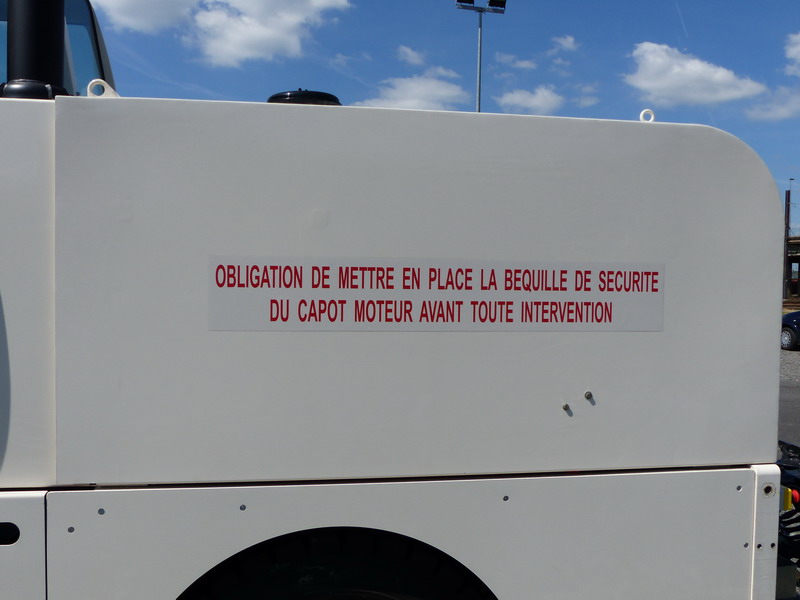 OBLIGATION DE METTRE EN PLACE LA BEQUILLE DE SECURITE
DU CAPOT MOTEUR AVANT TOUTE INTERVENTION